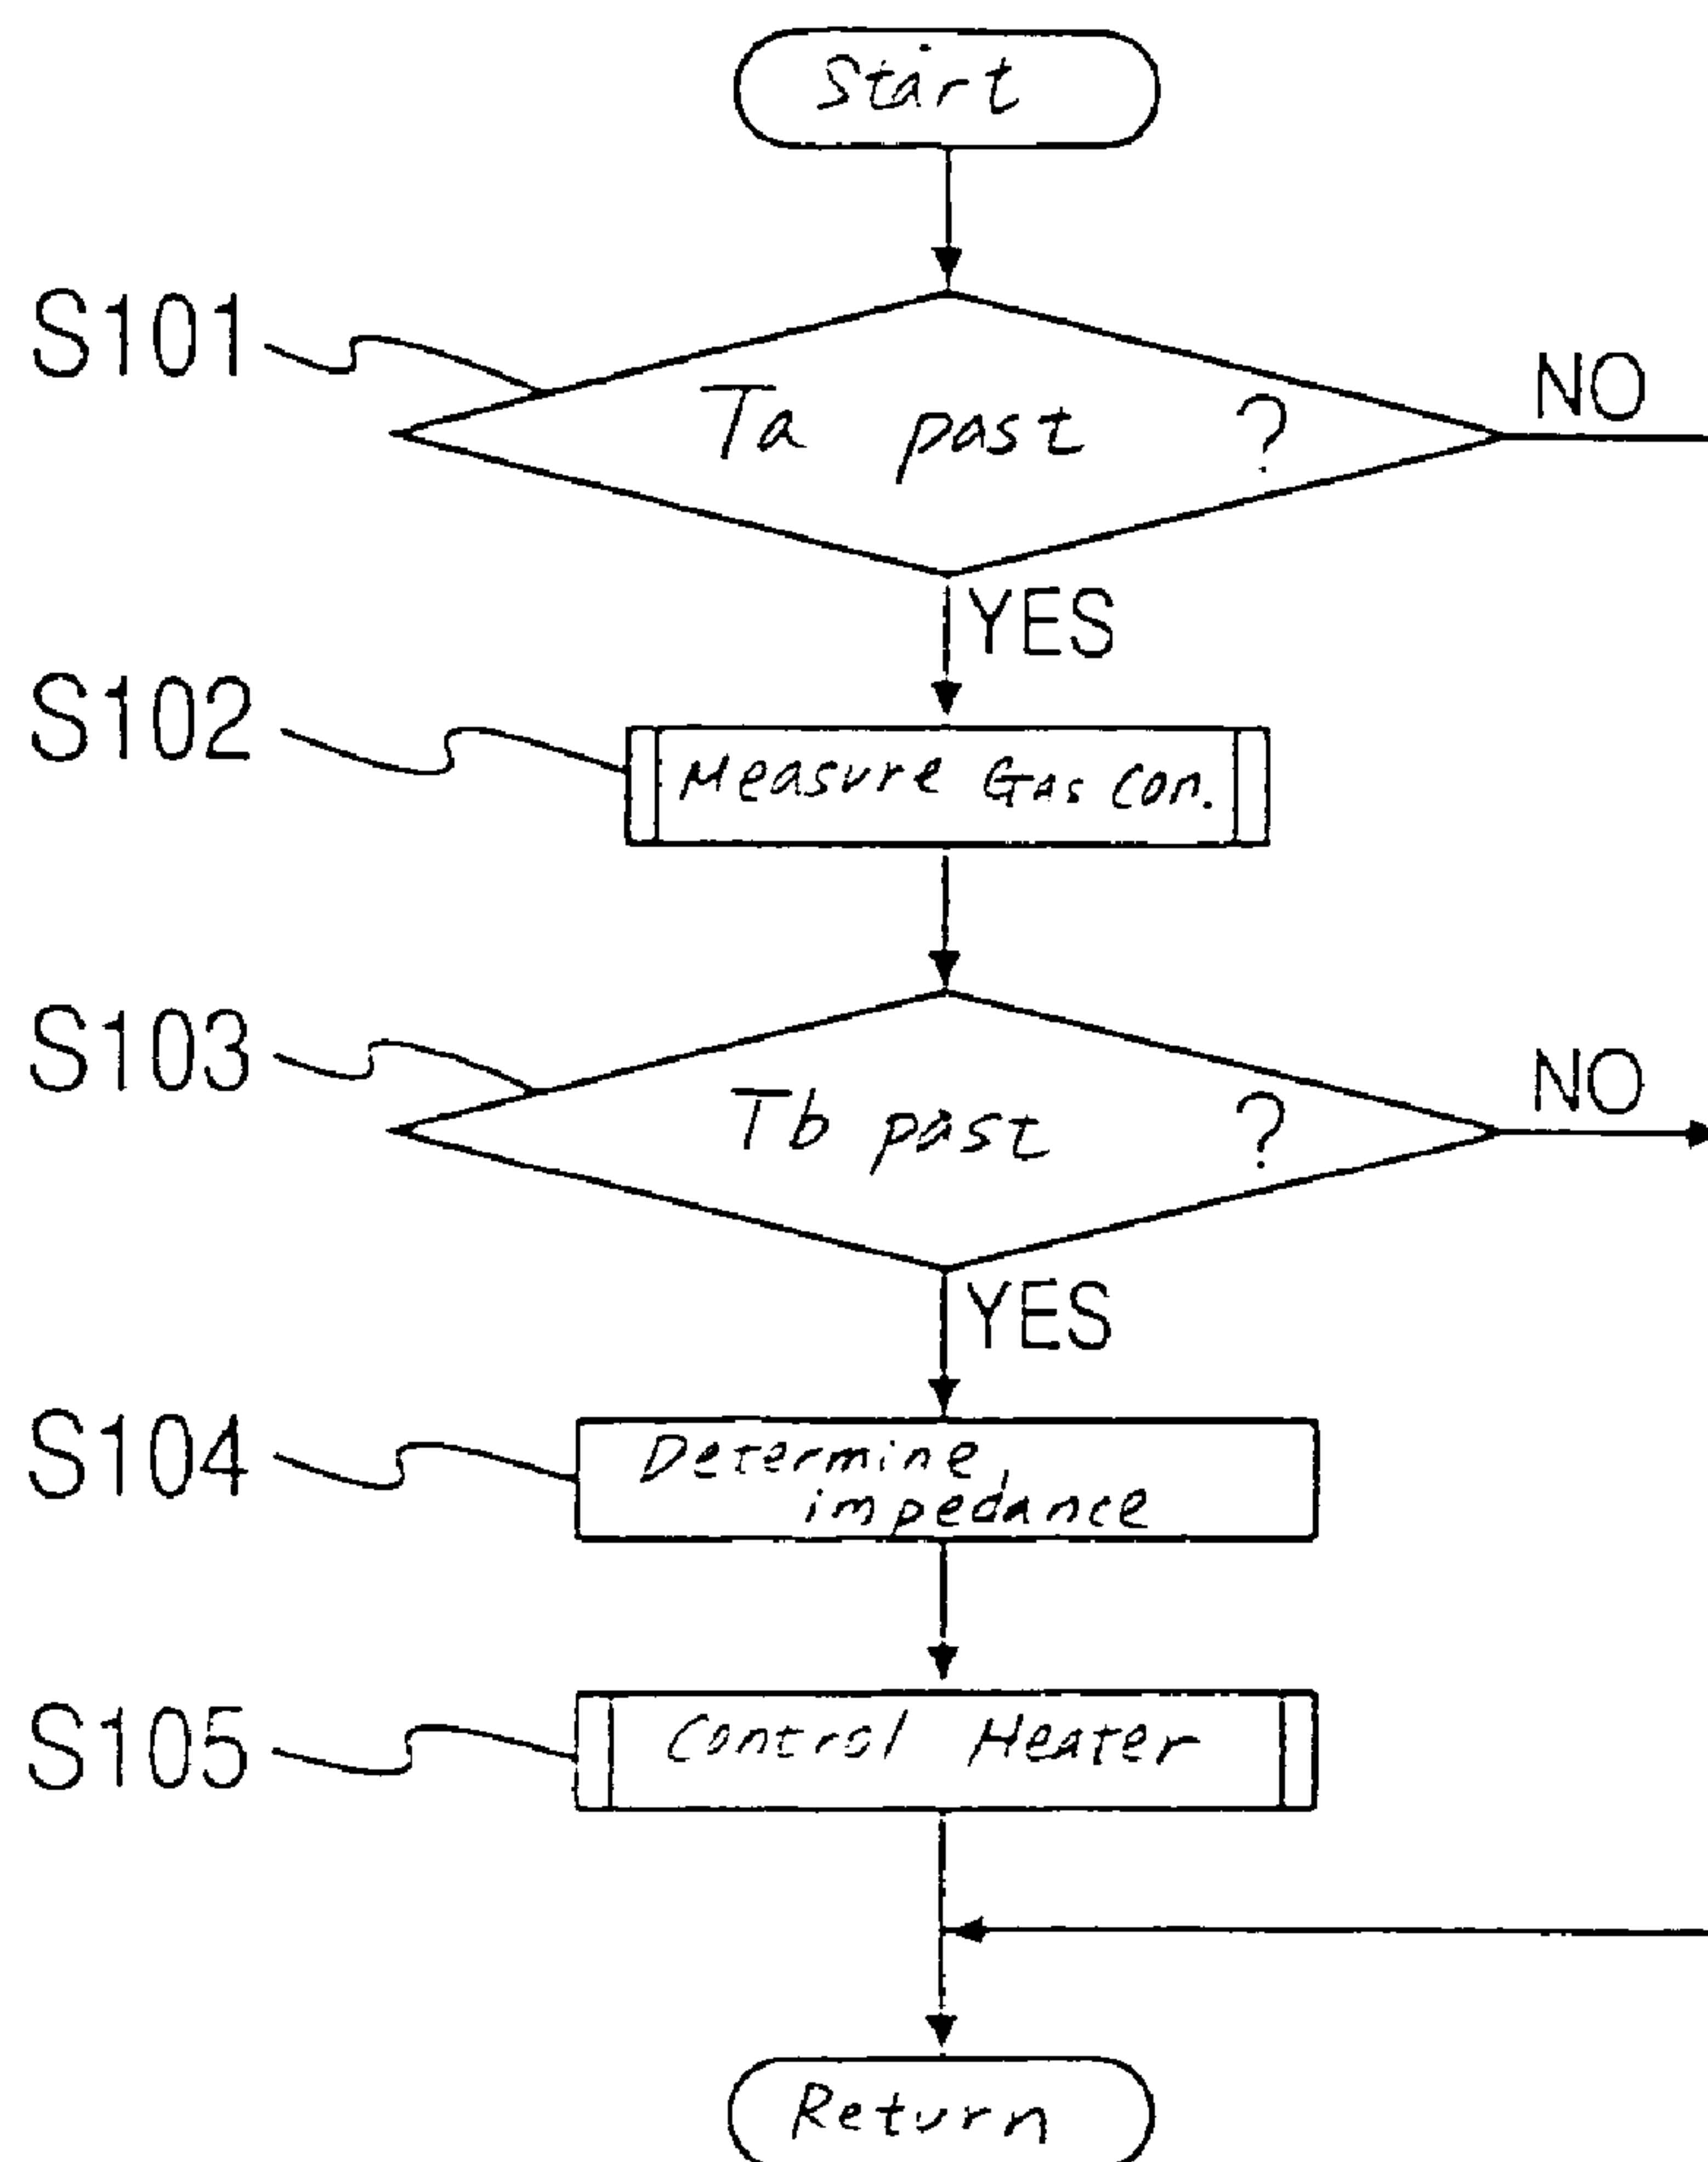 Start
S101
Ta past ?
NO
YES
S102
Measure Gas Con.
S103
Tb past ?
NO
YES
S104
Determine
impedance
S105
Control Heater
Return